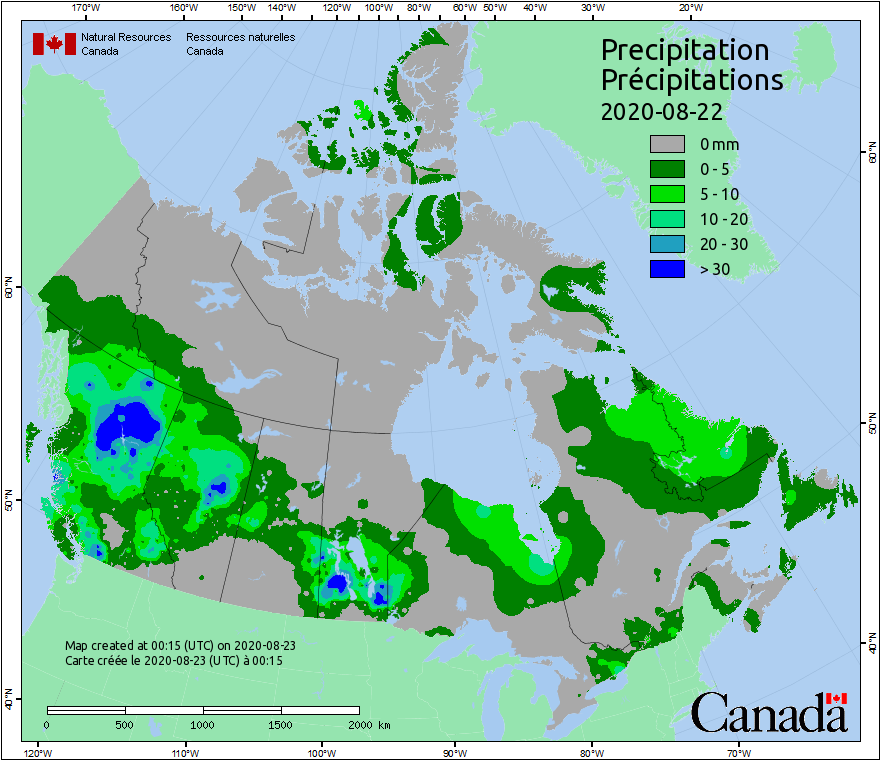 170°W 160°W 150°W 140°W 130°W 120°W 110°W 100°W 90°W 80°W 60°W 50°W 40°W 30°W 20°W
Natural Resources Canada
Ressources naturelles Canada
Precipitation
Précipitations
2020-08-22
0 mm
0 - 5
5 - 10
10 - 20
20 - 30
> 30
60°N
50°N
40°N
60°N
50°N
40°N
Map created at 00:15 (UTC) on 2020-08-23
Carte créée le 2020-08-23 (UTC) à 00:15
0 500 1000 1500 2000 km
Canada
120°W 110°W 100°W 90°W 80°W 70°W